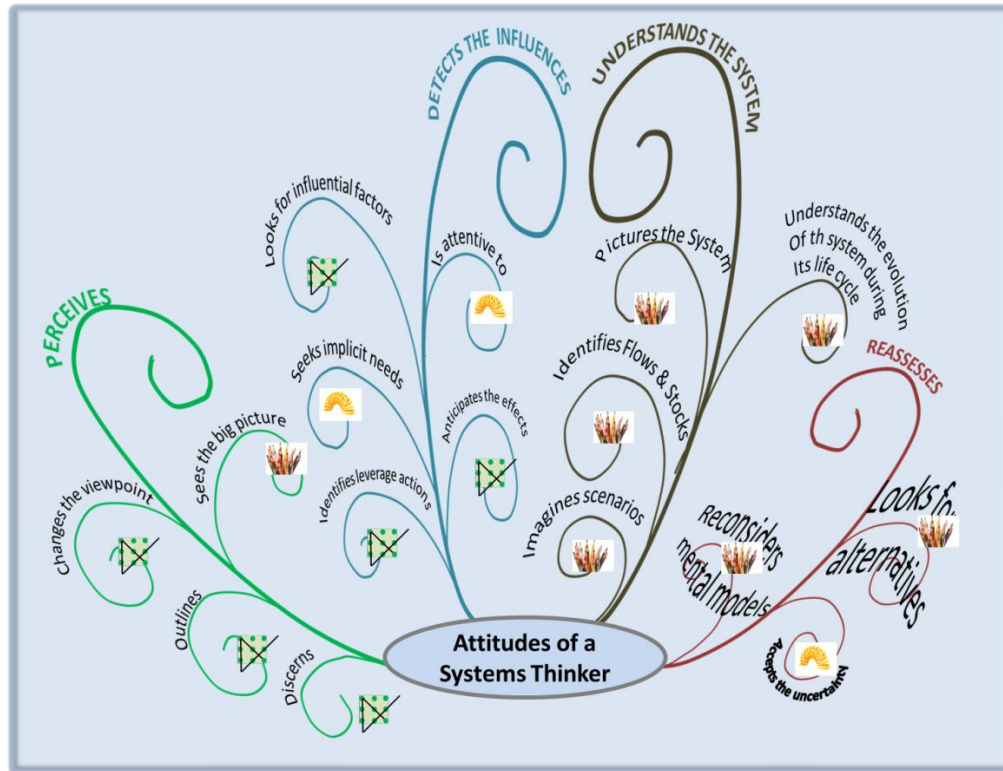 PERCEIVES
Changes the viewpoint
Sees the big picture
Outlines
Discerns
DETECTS THE INFLUENCES
Looks for influential factors
Is attentive to
Seeks implicit needs
Anticipates the effects
Identifies leverage actions
UNDERSTANDS THE SYSTEM
Pictures the System
Understands the evolution
Of th system during
Its life cycle
Identifies Flows & Stocks
Imagines scenarios
REASSESSES
Looks fo
alternatives
Reconsiders
mental models
Accepts the uncertainty
Attitudes of a
Systems Thinker